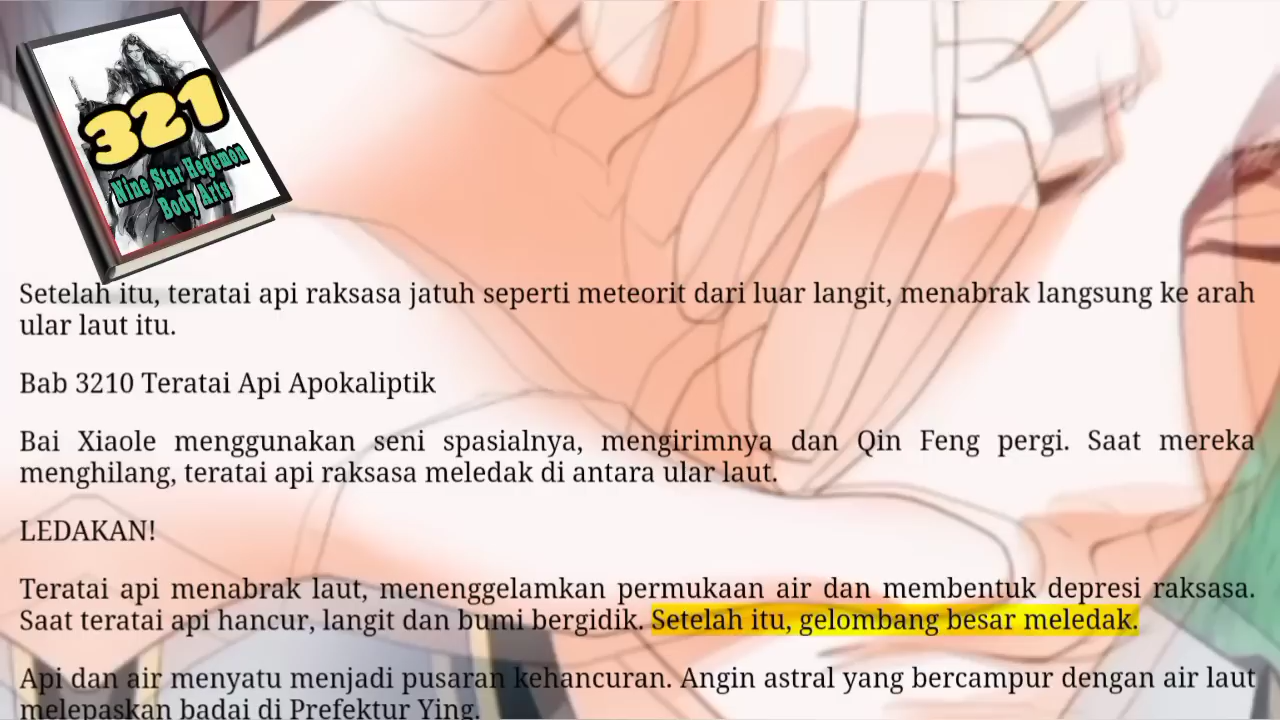 321
Nine Star Hegemon
Body Arts
Setelah itu, teratai api raksasa jatuh seperti meteorit dari luar langit, menabrak langsung ke arah
ular laut itu.
Bab 3210 Teratai Api Apokaliptik
Bai Xiaole menggunakan seni spasialnya, mengirimnya dan Qin Feng pergi. Saat mereka
menghilang, teratai api raksasa meledak di antara ular laut.
LEDAKAN!
Teratai api menabrak laut, menenggelamkan permukaan air dan membentuk depresi raksasa.
Saat teratai api hancur, langit dan bumi bergidik. Setelah itu, gelombang besar meledak.
Api dan air menyatu menjadi pusaran kehancuran. Angin astral yang bercampur dengan air laut
melepaskan badai di Prefektur Ying.